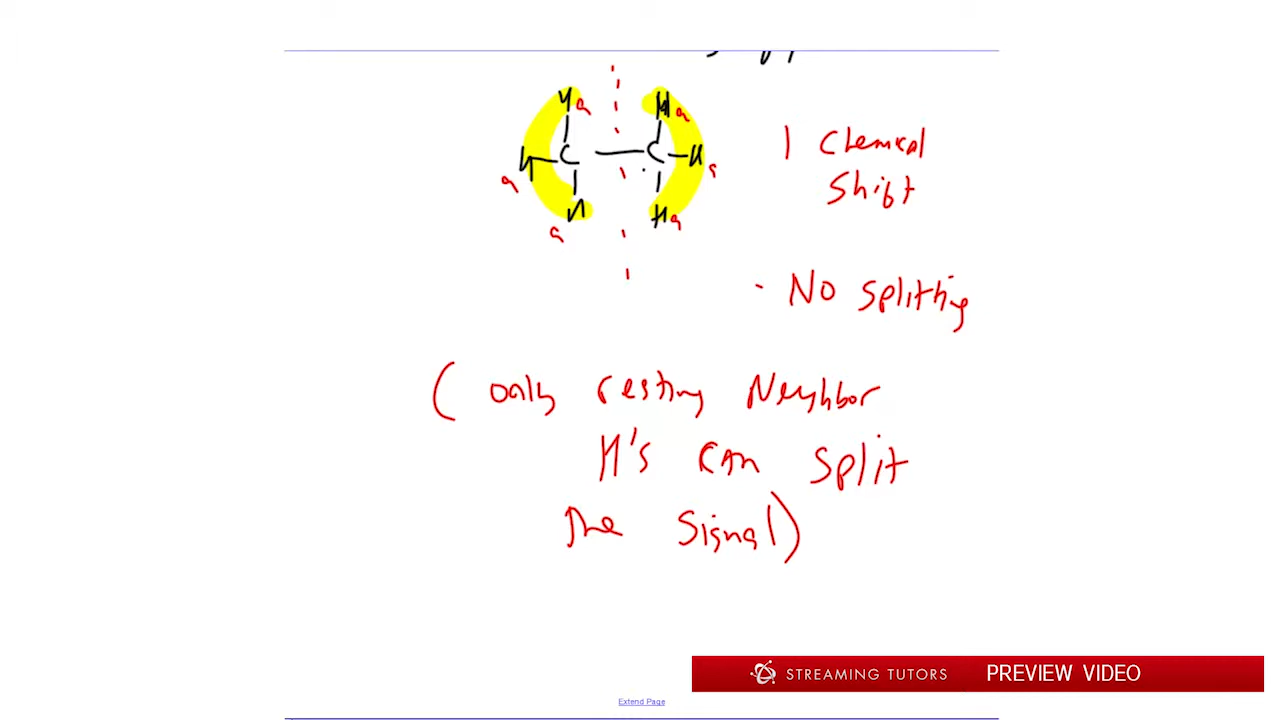 H a H a
H C C H
a a
H H a
a
1 Chemical
Shift
- No splitting
( only resting Neighbor
H's can split
the signal)
STREAMING TUTORS PREVIEW VIDEO
Extend Page